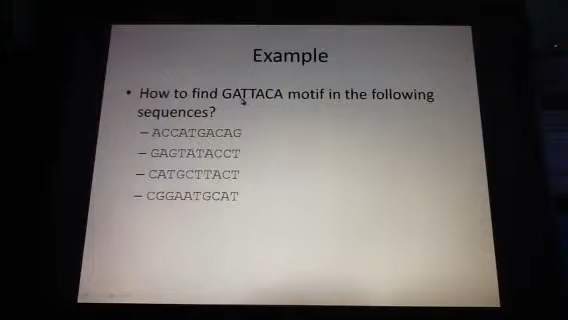 Example
• How to find GATTACA motif in the following
sequences?
– ACCATGACAG
– GAGTATACCT
– CATGCTTACT
– CGGAATGCAT